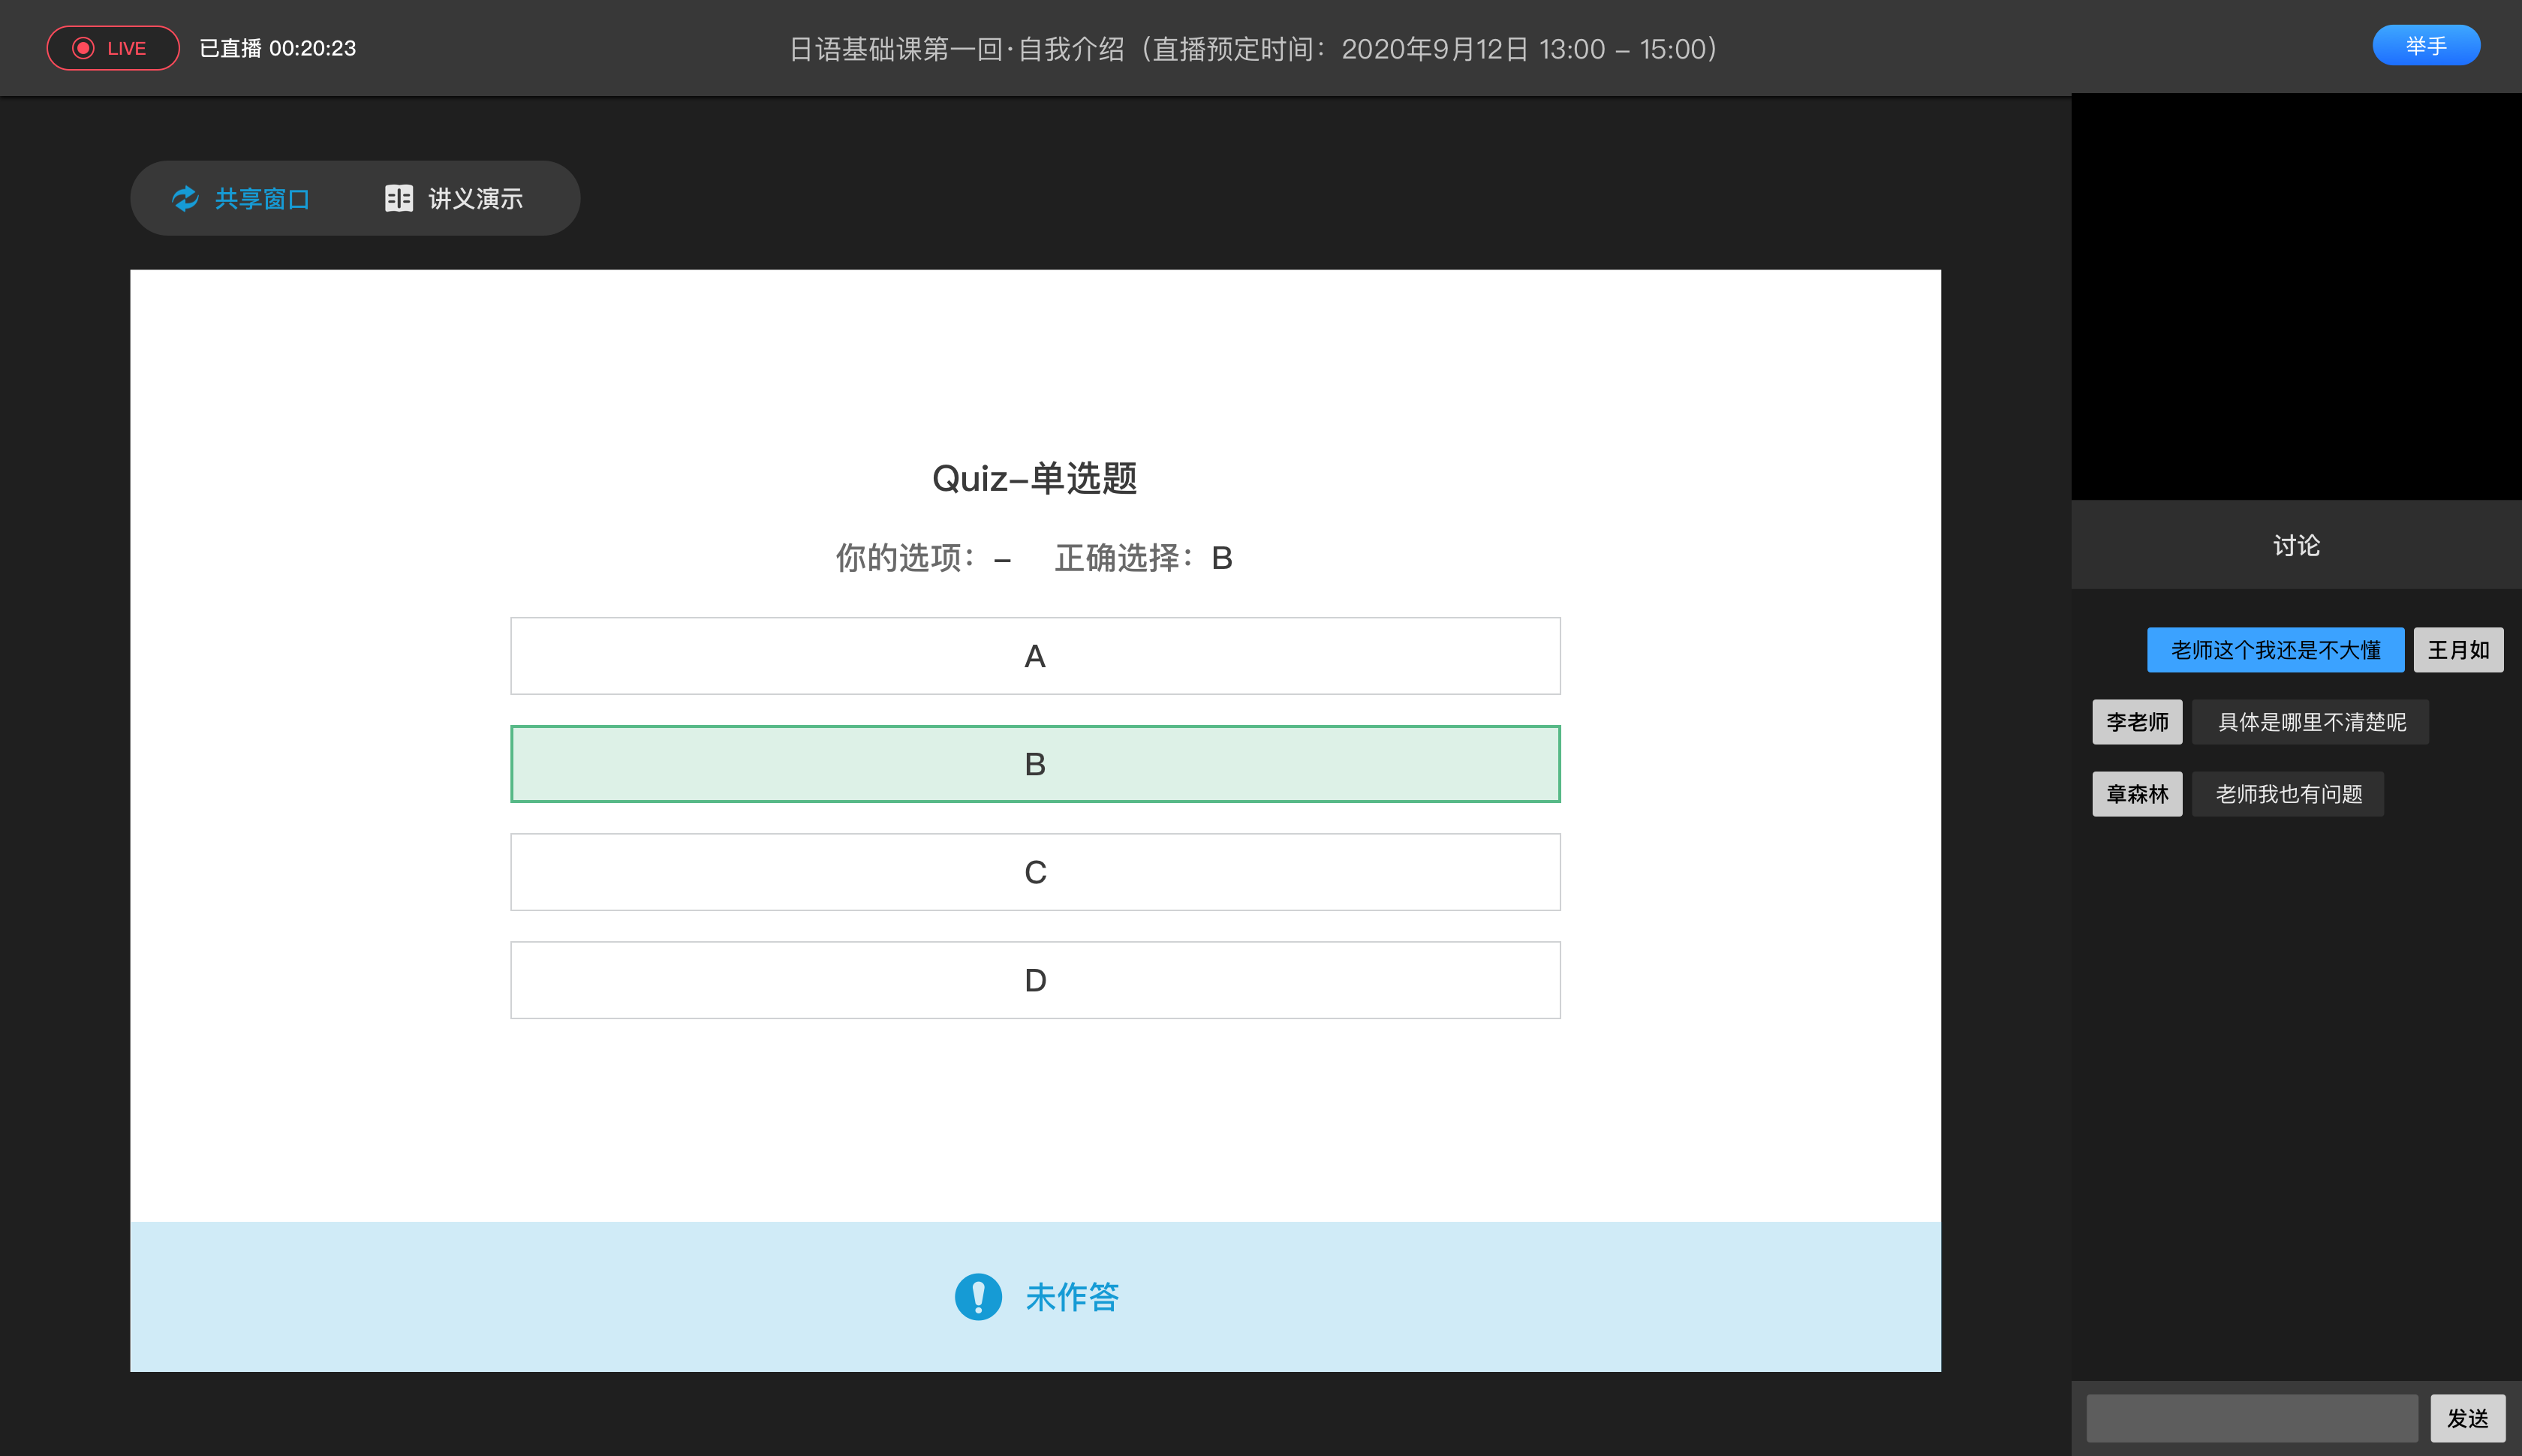 LIVE 已直播 00:20:23
日语基础课第一回·自我介绍（直播预定时间：2020年9月12日 13:00 – 15:00）
举手
共享窗口
讲义演示
Quiz–单选题
你的选项：– 正确选择：B
A
B
C
D
未作答
讨论
老师这个我还是不大懂 王月如
李老师 具体是哪里不清楚呢
章森林 老师我也有问题
发送